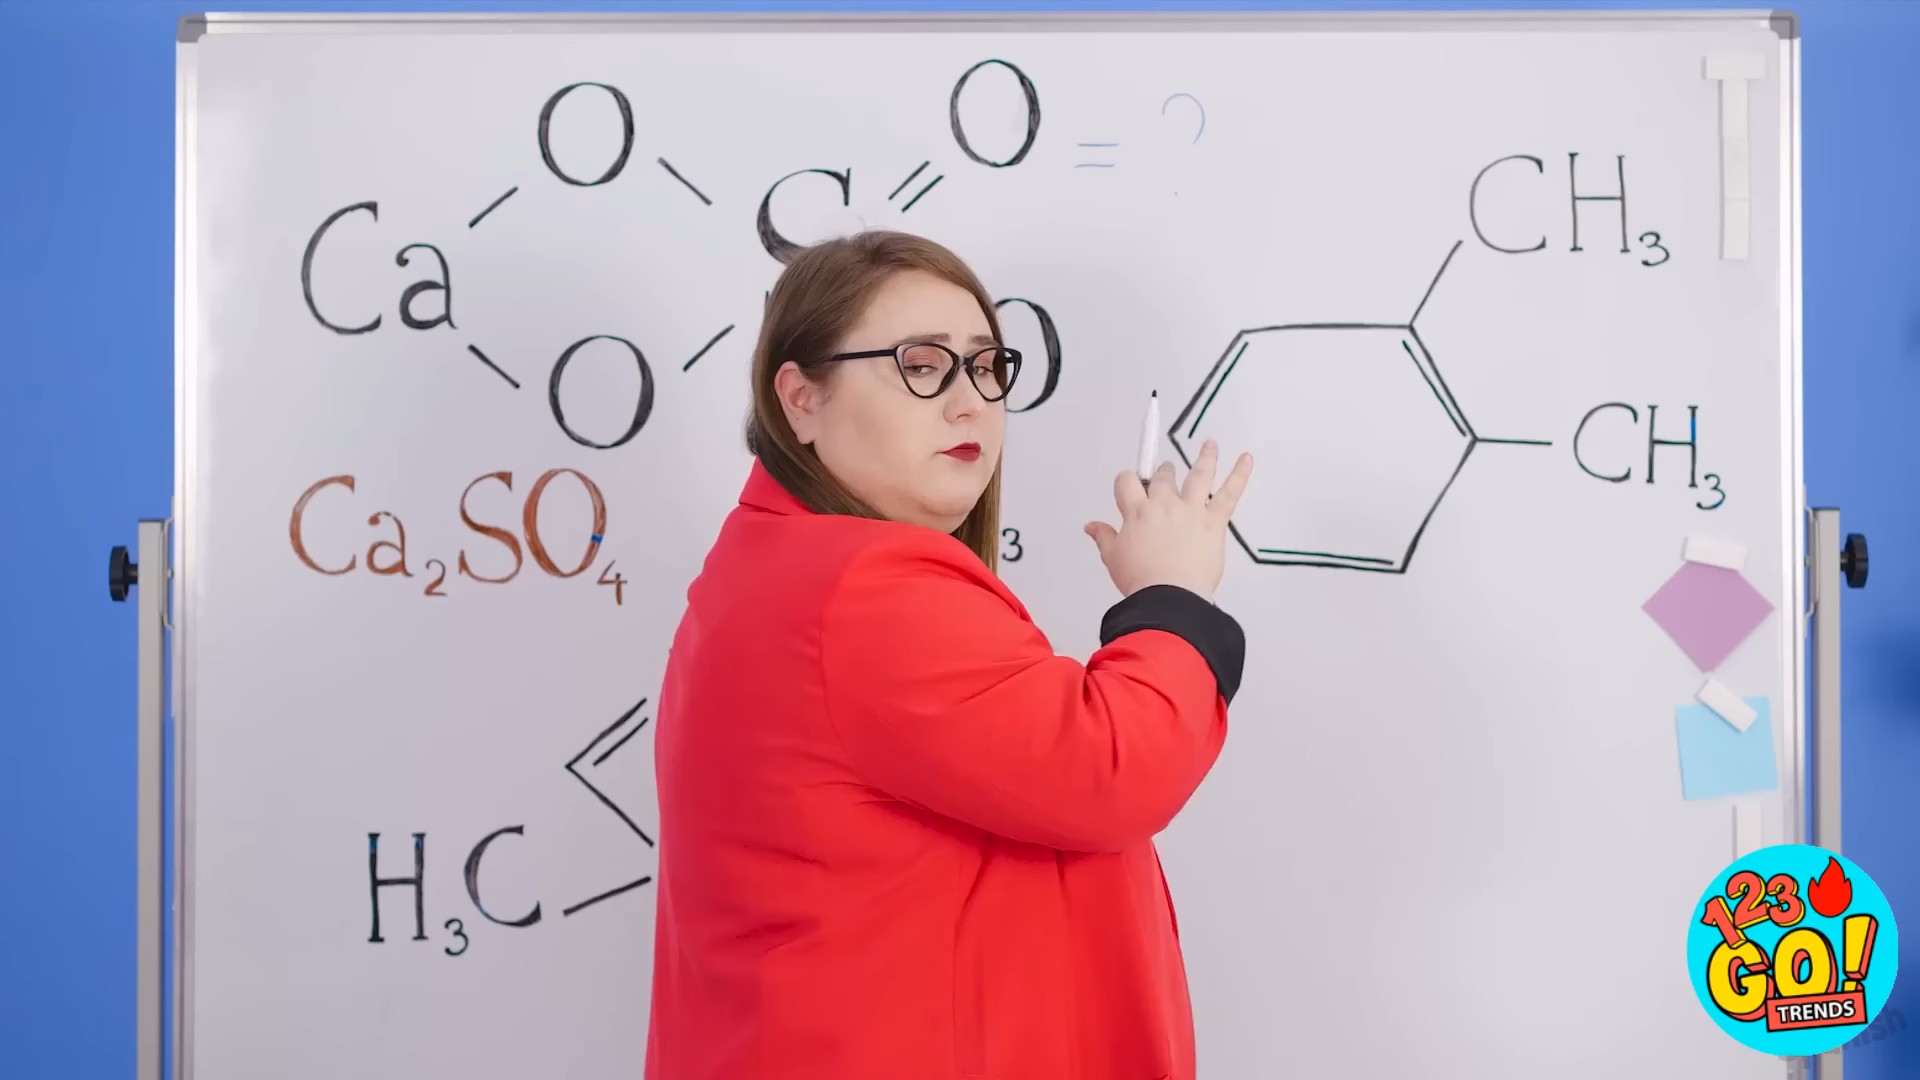 O
O
= ?
C
Ca
O
O
CH₃
CH₃
Ca₂SO₄
3
H₃C
123
GO!
TRENDS